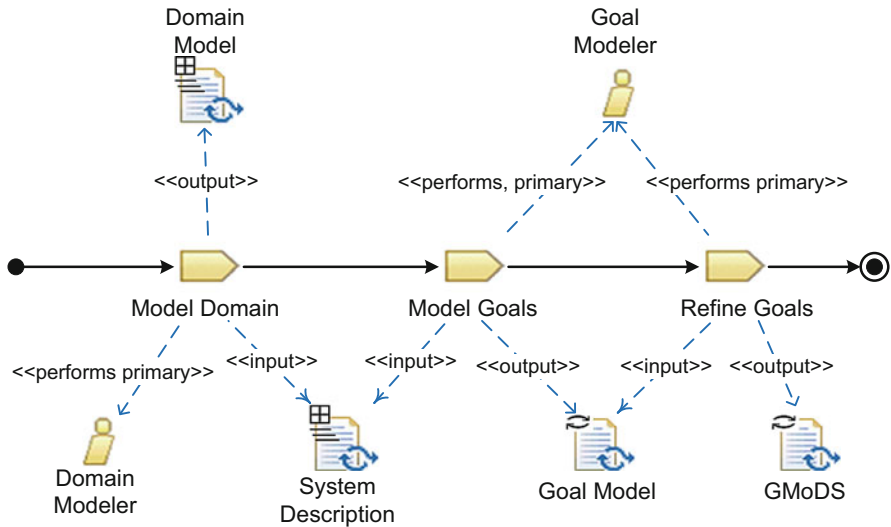 Domain
Model
Goal
Modeler
<<output>>
<<performs, primary>>
<<performs primary>>
Model Domain
Model Goals
Refine Goals
<<performs primary>>
<<input>>
<<input>>
<<output>>
<<input>>
<<output>>
Domain
Modeler
System
Description
Goal Model
GMoDS